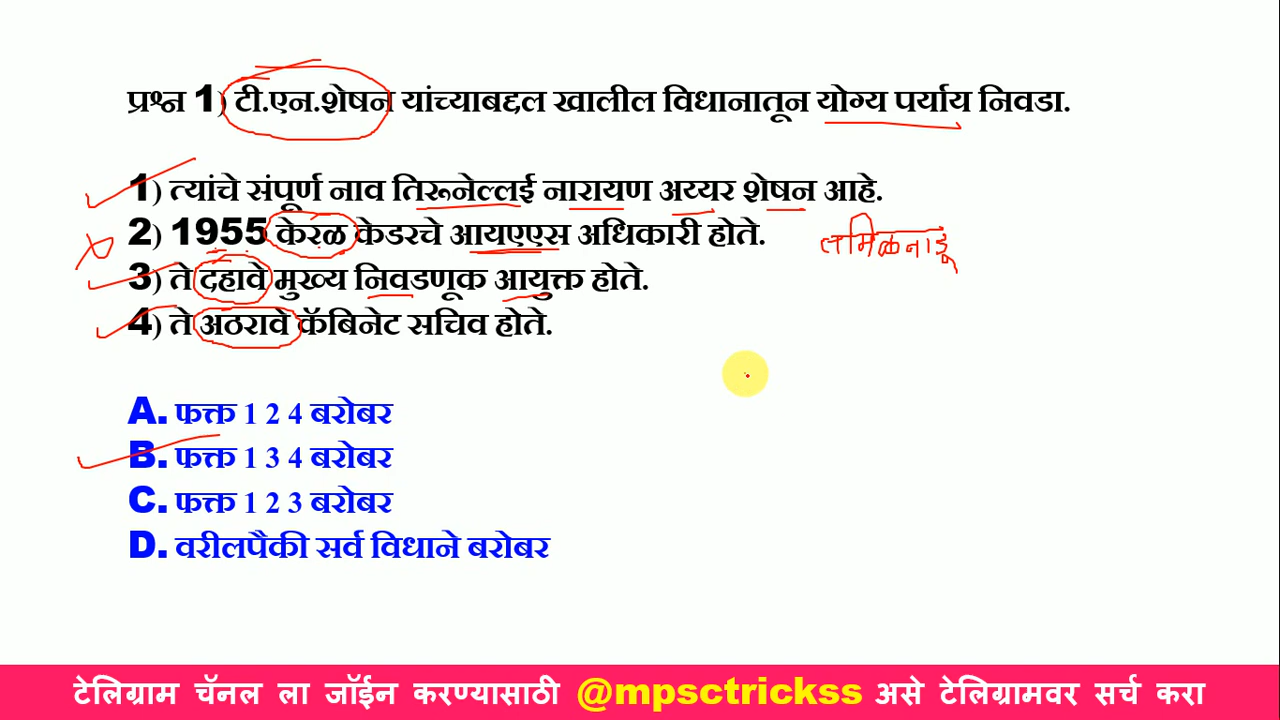 प्रश्न 1) टी.एन.शेषन यांच्याबद्दल खालील विधानातून योग्य पर्याय निवडा.
1) त्यांचे संपूर्ण नाव तिरूनेल्लई नारायण अय्यर शेषन आहे.
2) 1955 केरळ केडरचे आयएएस अधिकारी होते. तमिळनाडू
3) ते दहावे मुख्य निवडणूक आयुक्त होते.
4) ते अठरावे कॅबिनेट सचिव होते.
A. फक्त 1 2 4 बरोबर
B. फक्त 1 3 4 बरोबर
C. फक्त 1 2 3 बरोबर
D. वरीलपैकी सर्व विधाने बरोबर
टेलिग्राम चॅनल ला जॉईन करण्यासाठी @mpsctrickss असे टेलिग्रामवर सर्च करा